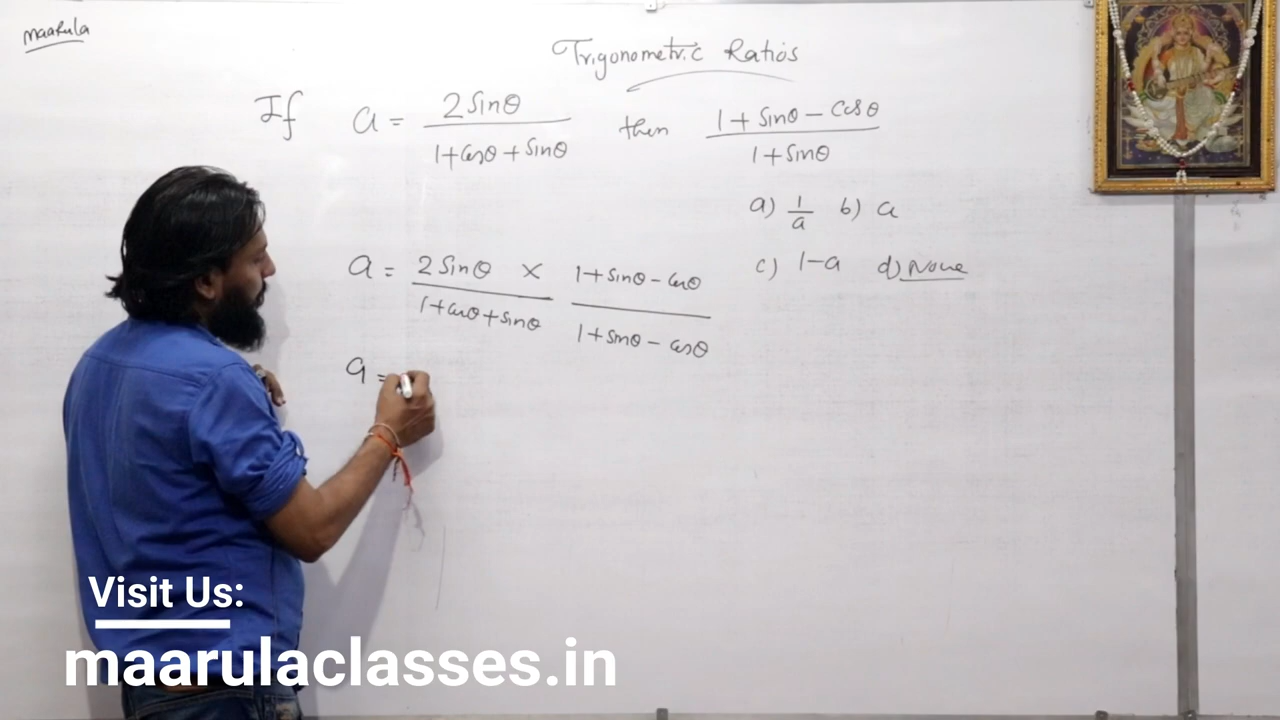 Maarula
Trigonometric Ratios
If a = 2 Sinθ / 1+cosθ+Sinθ then 1+Sinθ-cosθ / 1+Sinθ
a) 1/a b) a
c) 1-a d) None
a = 2 Sinθ / 1+cosθ+sinθ × 1+sinθ-cosθ / 1+sinθ-cosθ
a =
Visit Us:
maarulaclasses.in